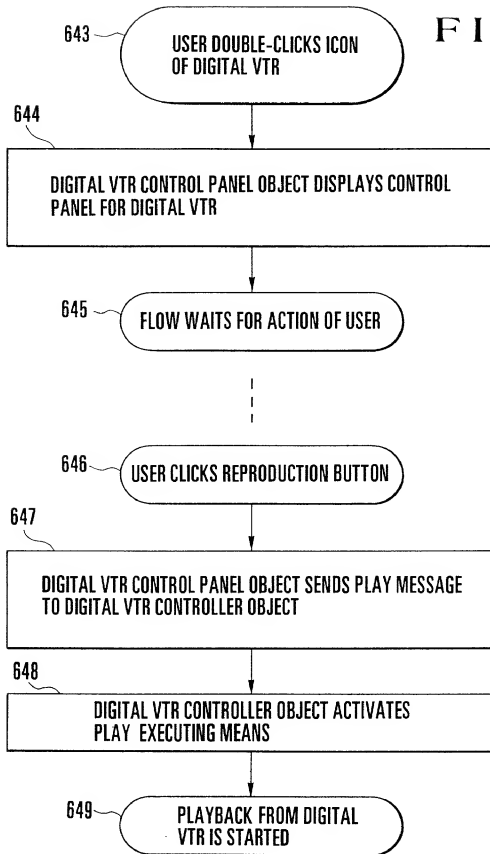 F I
643
USER DOUBLE-CLICKS ICON
OF DIGITAL VTR
644
DIGITAL VTR CONTROL PANEL OBJECT DISPLAYS CONTROL
PANEL FOR DIGITAL VTR
645
FLOW WAITS FOR ACTION OF USER
646
USER CLICKS REPRODUCTION BUTTON
647
DIGITAL VTR CONTROL PANEL OBJECT SENDS PLAY MESSAGE
TO DIGITAL VTR CONTROLLER OBJECT
648
DIGITAL VTR CONTROLLER OBJECT ACTIVATES
PLAY EXECUTING MEANS
649
PLAYBACK FROM DIGITAL
VTR IS STARTED